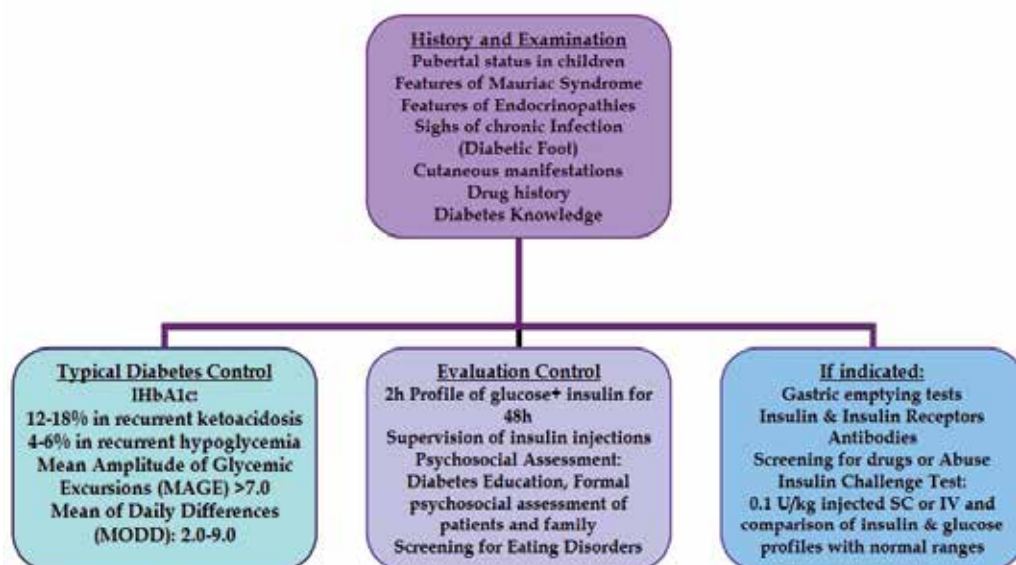 History and Examination
Pubertal status in children
Features of Mauriac Syndrome
Features of Endocrinopathies
Sighs of chronic Infection
(Diabetic Foot)
Cutaneous manifestations
Drug history
Diabetes Knowledge
Typical Diabetes Control
IHbA1c:
12-18% in recurrent ketoacidosis
4-6% in recurrent hypoglycemia
Mean Amplitude of Glycemic
Excursions (MAGE) >7.0
Mean of Daily Differences
(MODD): 2.0-9.0
Evaluation Control
2h Profile of glucose+ insulin for
48h
Supervision of insulin injections
Psychosocial Assessment:
Diabetes Education, Formal
psychosocial assessment of
patients and family
Screening for Eating Disorders
If indicated:
Gastric emptying tests
Insulin & Insulin Receptors
Antibodies
Screening for drugs or Abuse
Insulin Challenge Test:
0.1 U/kg injected SC or IV and
comparison of insulin & glucose
profiles with normal ranges